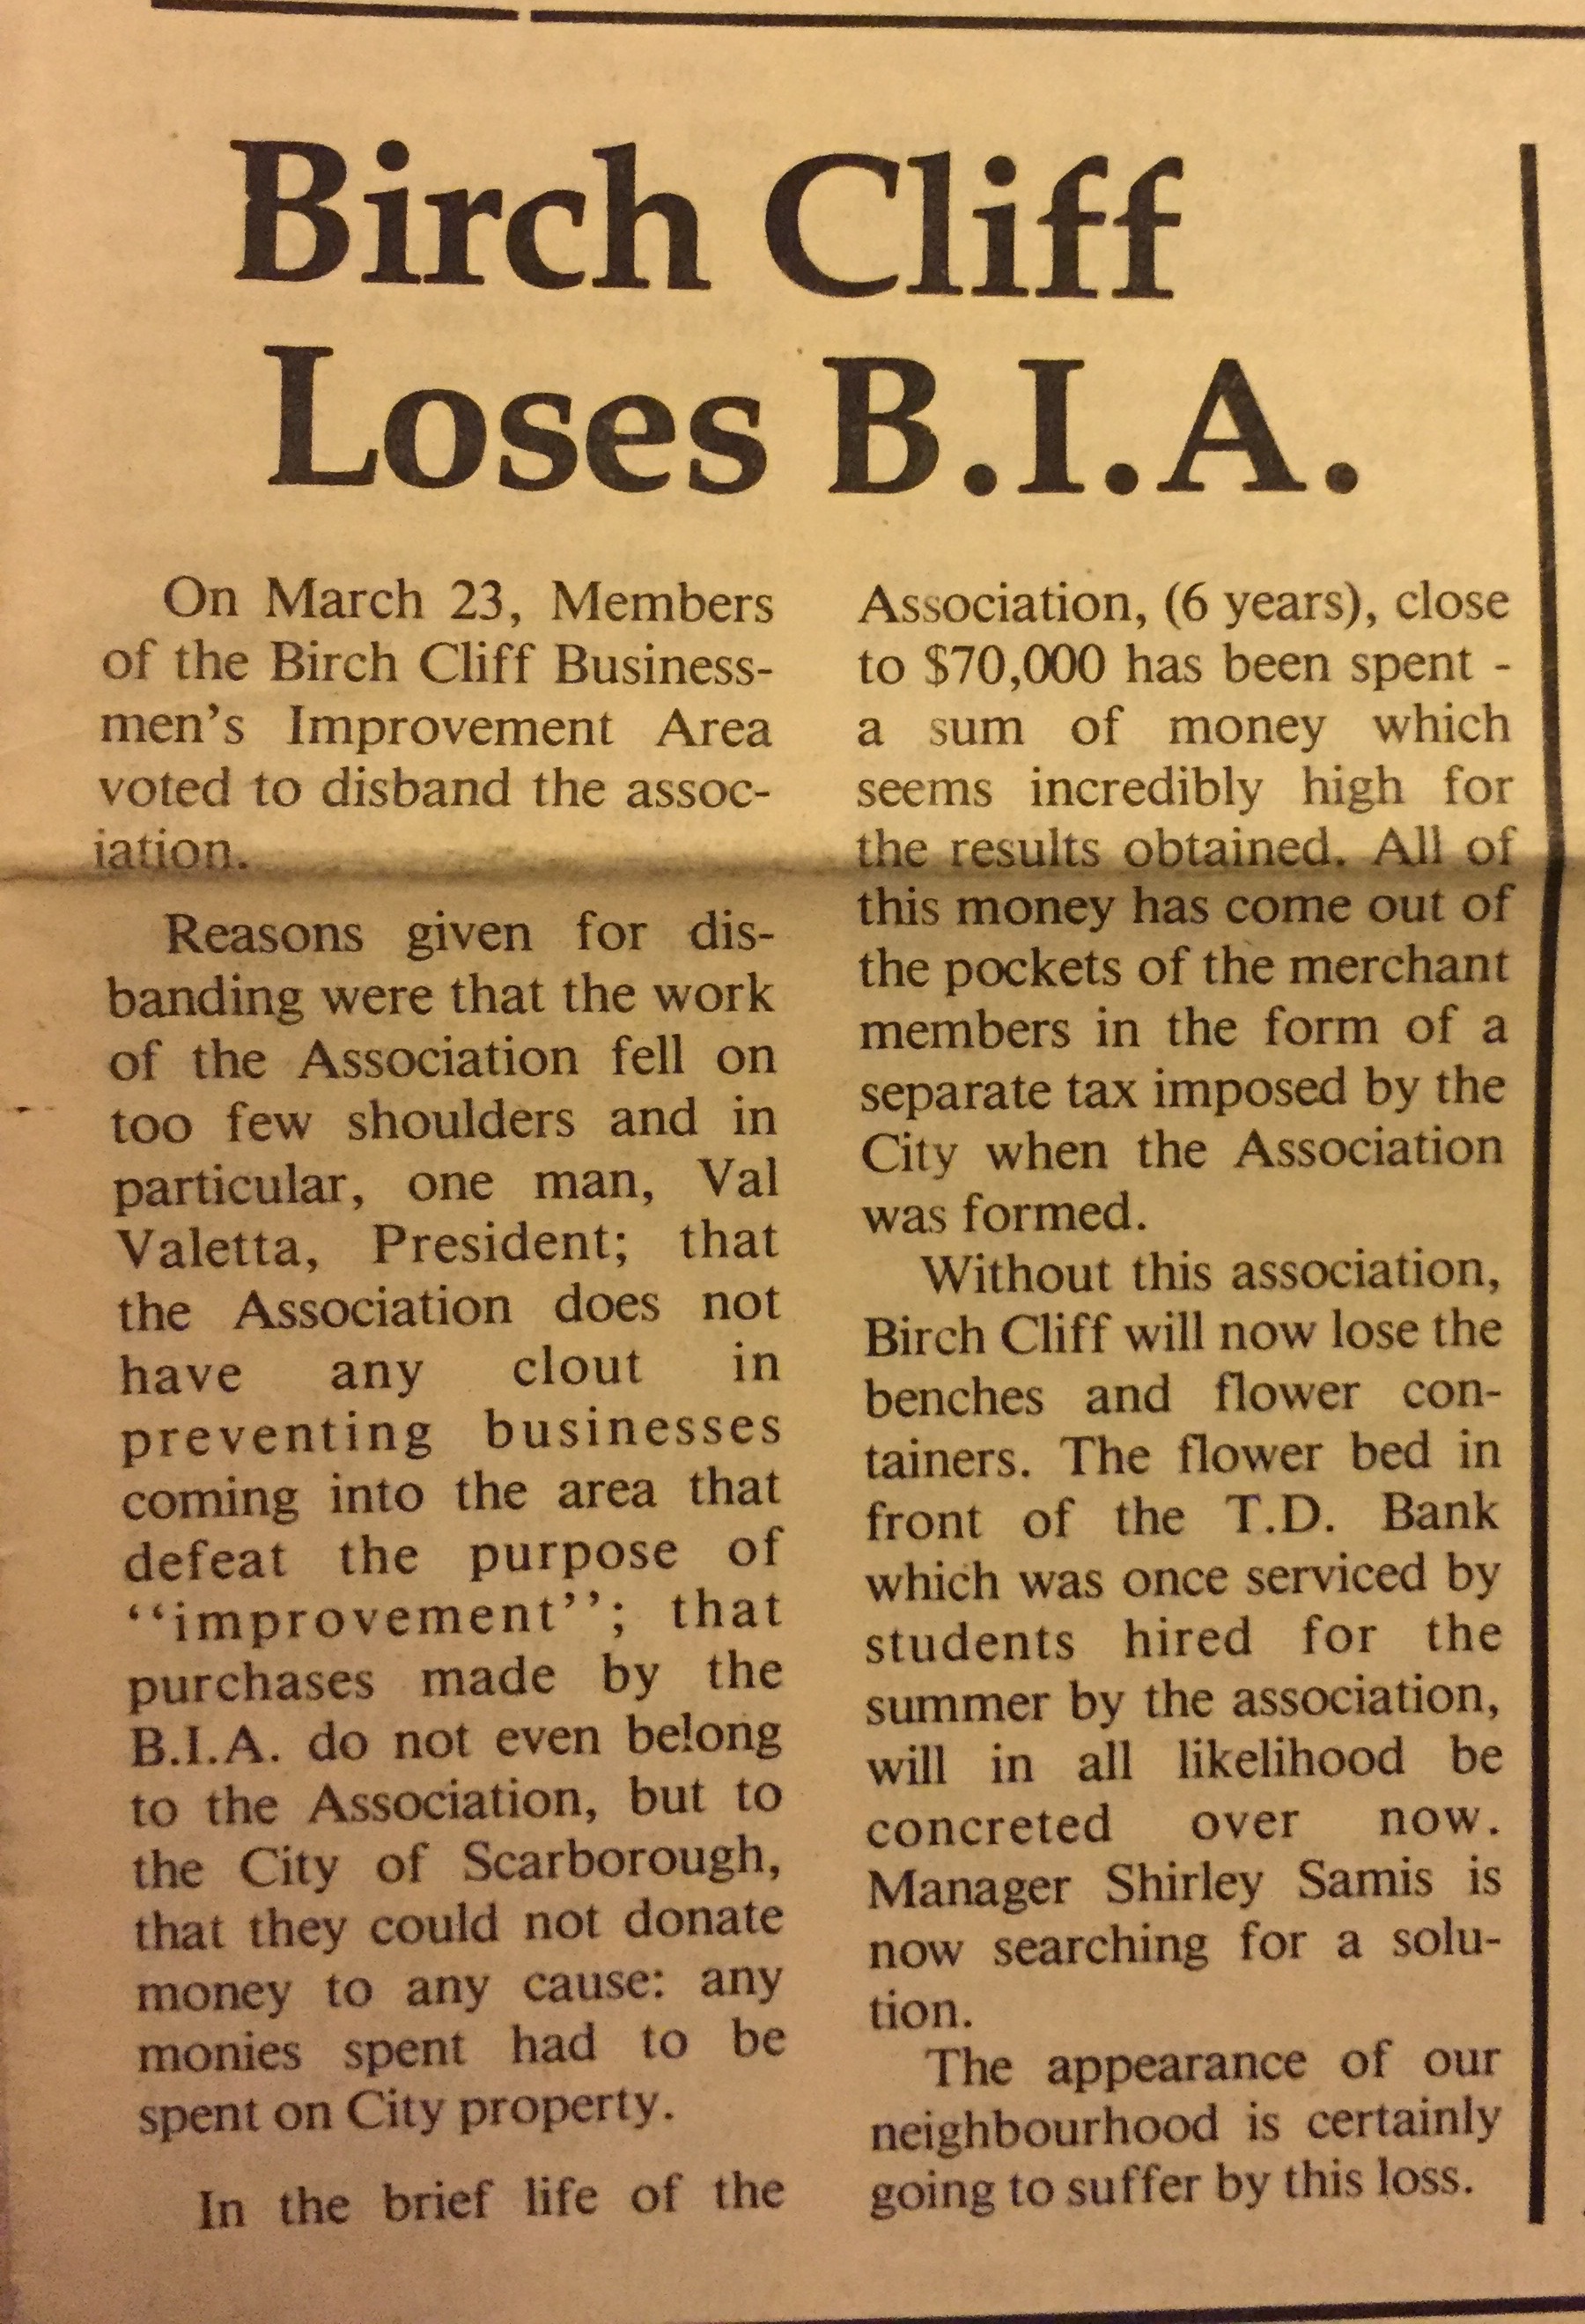 Birch Cliff
Loses B.I.A.
On March 23, Members
of the Birch Cliff Business-
men's Improvement Area
voted to disband the assoc-
iation.
Reasons given for dis-
banding were that the work
of the Association fell on
too few shoulders and in
particular, one man, Val
Valetta, President; that
the Association does not
have any clout in
preventing businesses
coming into the area that
defeat the purpose of
‘‘improvement’’; that
purchases made by the
B.I.A. do not even belong
to the Association, but to
the City of Scarborough,
that they could not donate
money to any cause: any
monies spent had to be
spent on City property.
In the brief life of the
Association, (6 years), close
to $70,000 has been spent -
a sum of money which
seems incredibly high for
the results obtained. All of
this money has come out of
the pockets of the merchant
members in the form of a
separate tax imposed by the
City when the Association
was formed.
Without this association,
Birch Cliff will now lose the
benches and flower con-
tainers. The flower bed in
front of the T.D. Bank
which was once serviced by
students hired for the
summer by the association,
will in all likelihood be
concreted over now.
Manager Shirley Samis is
now searching for a solu-
tion.
The appearance of our
neighbourhood is certainly
going to suffer by this loss.